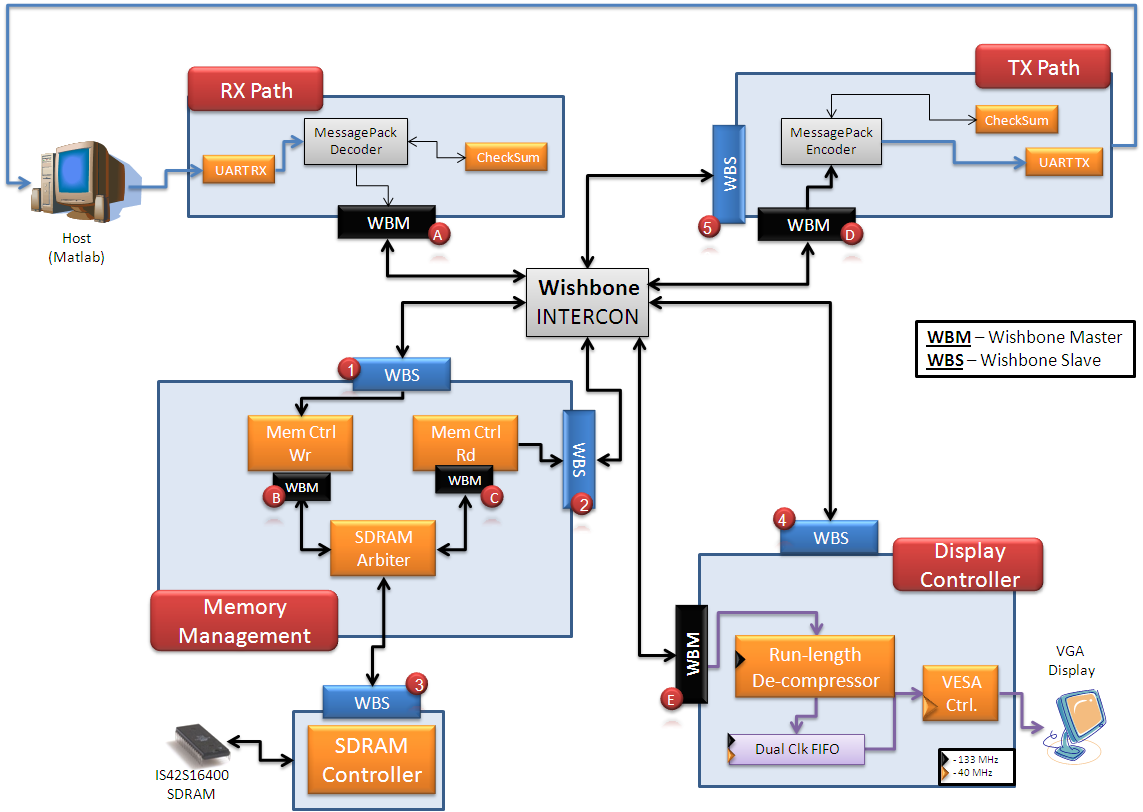 RX Path
TX Path
MessagePack
Decoder
UART RX
CheckSum
WBM
A
Host
(Matlab)
MessagePack
Encoder
CheckSum
UART TX
WBS
5
WBM
D
Wishbone
INTERCON
WBM – Wishbone Master
WBS – Wishbone Slave
1
WBS
Mem Ctrl
Wr
Mem Ctrl
Rd
WBM
B
WBM
C
WBS
2
SDRAM
Arbiter
Memory
Management
3
WBS
SDRAM
Controller
IS42S16400
SDRAM
4
WBS
Display
Controller
WBM
E
Run-length
De-compressor
VESA
Ctrl.
Dual Clk FIFO
VGA
Display
- 133 MHz
- 40 MHz